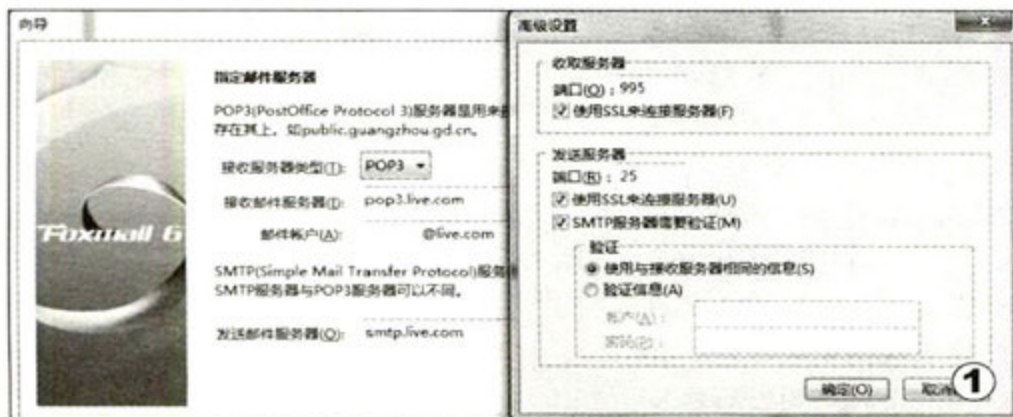 向导
Foxmail 6
指定邮件服务器
POP3(PostOffice Protocol 3)服务器是用来
存在其上，如public.guangzhou.gd.cn。
接收服务器类型(T): POP3
接收邮件服务器(I): pop3.live.com
邮件帐户(A): @live.com
SMTP(Simple Mail Transfer Protocol)服务
SMTP服务器与POP3服务器可以不同。
发送邮件服务器(O): smtp.live.com
高级设置
收取服务器
端口(O)：995
使用SSL来连接服务器(F)
发送服务器
端口(R)：25
使用SSL来连接服务器(U)
SMTP服务器需要验证(M)
验证
使用与接收服务器相同的信息(S)
验证信息(A)
帐户(A)：
密码(P)：
确定(O)
取消
1